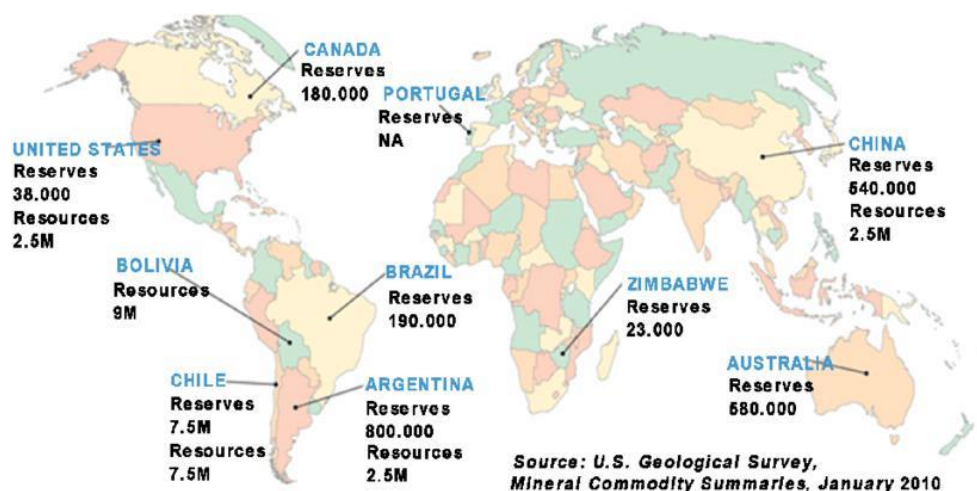 CANADA
Reserves
180.000
PORTUGAL
Reserves
NA
UNITED STATES
Reserves
38.000
Resources
2.5M
CHINA
Reserves
540.000
Resources
2.5M
BOLIVIA
Resources
9M
BRAZIL
Reserves
190.000
ZIMBABWE
Reserves
23.000
CHILE
Reserves
7.5M
Resources
7.5M
ARGENTINA
Reserves
800.000
Resources
2.5M
AUSTRALIA
Reserves
580.000
Source: U.S. Geological Survey,
Mineral Commodity Summaries, January 2010